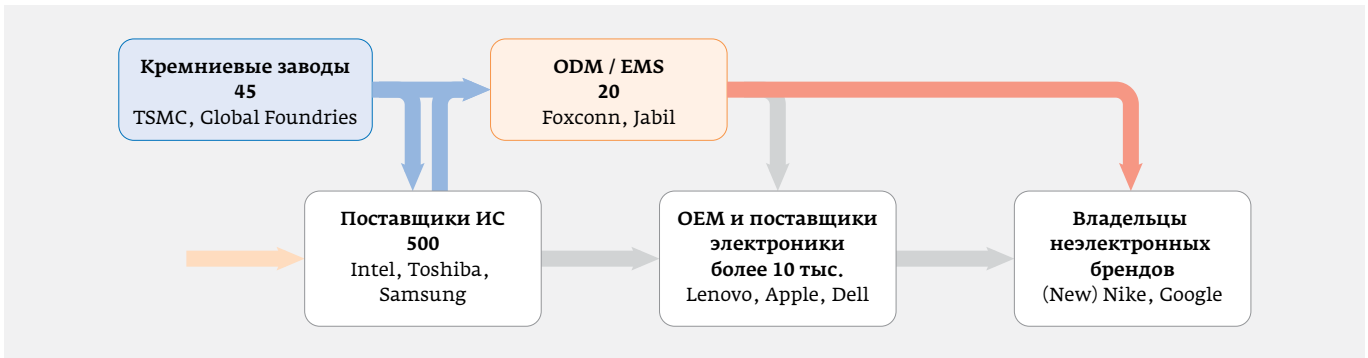 Кремниевые заводы
45
TSMC, Global Foundries
ODM / EMS
20
Foxconn, Jabil
Поставщики ИС
500
Intel, Toshiba,
Samsung
OEM и поставщики
электроники
более 10 тыс.
Lenovo, Apple, Dell
Владельцы
неэлектронных
брендов
(New) Nike, Google